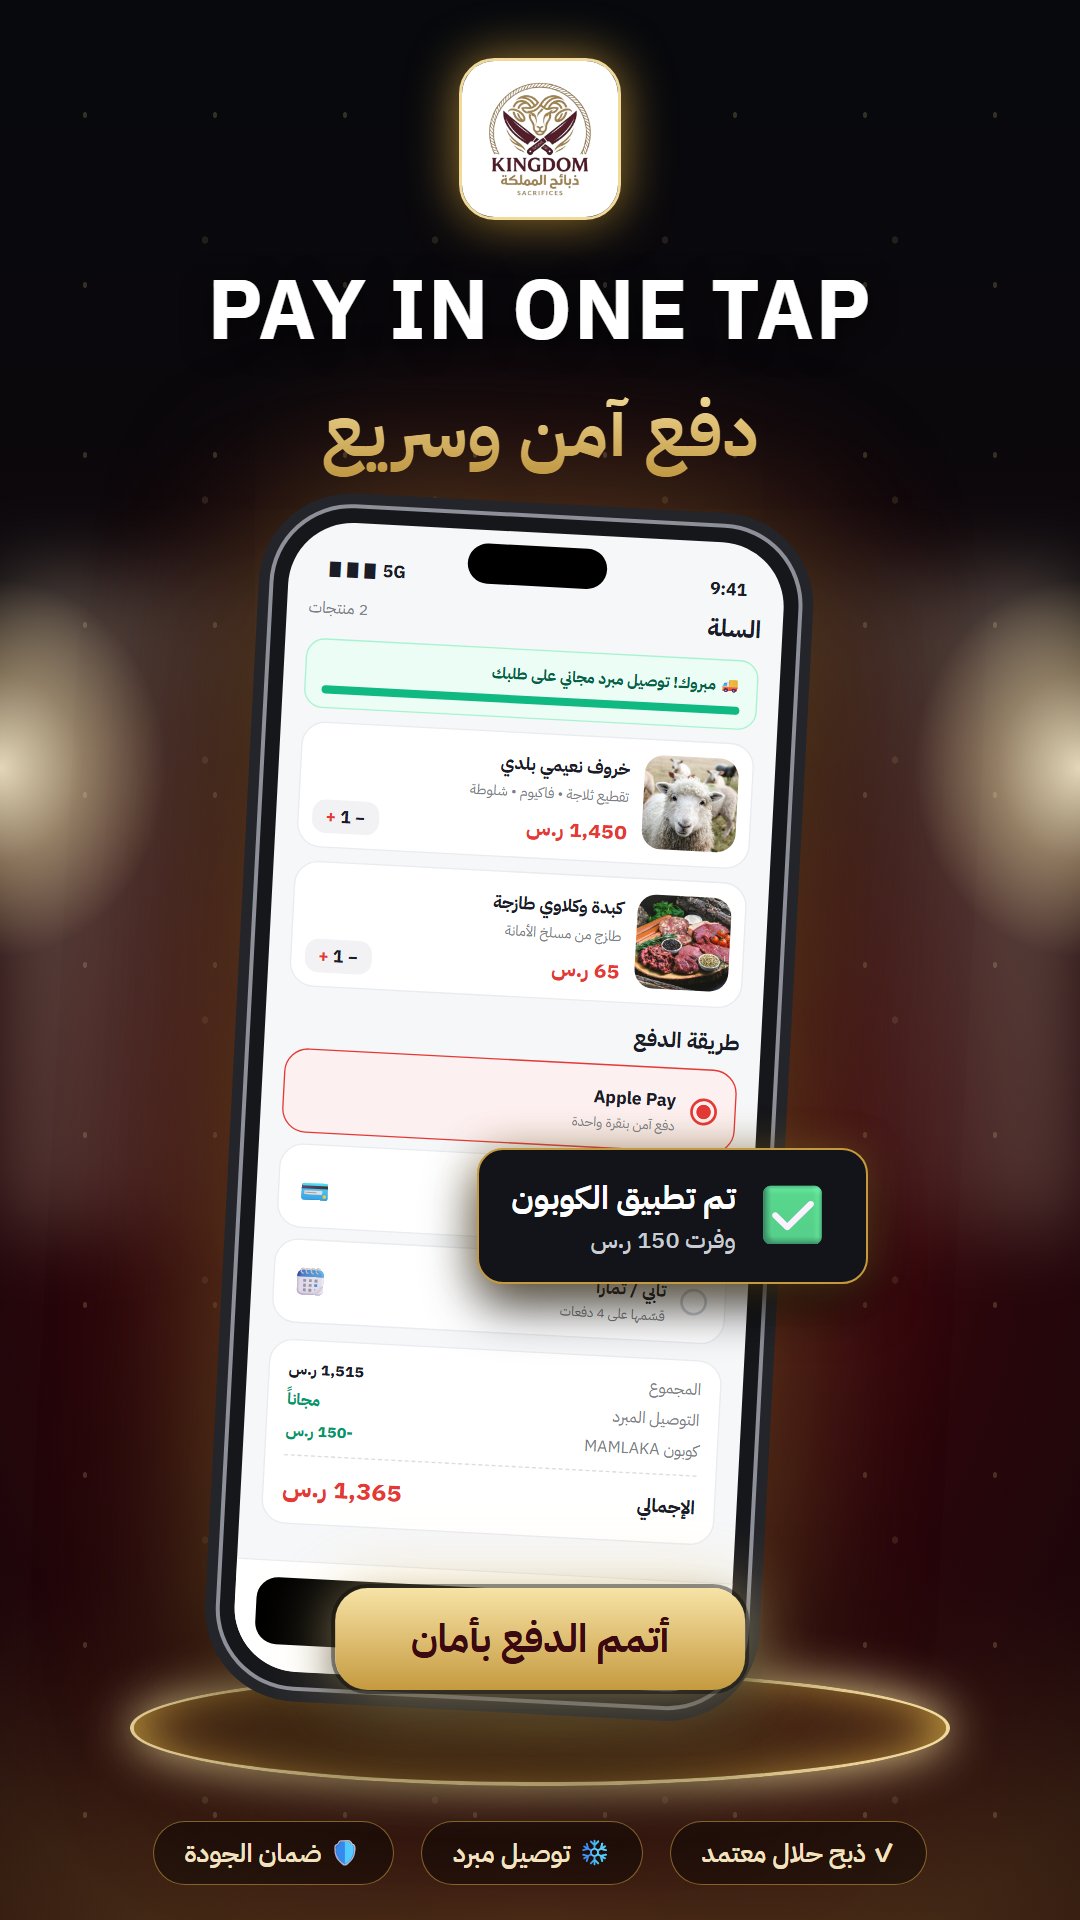 KINGDOM
ذبائح المملكة
SACRIFICES
PAY IN ONE TAP
دفع آمن وسريع
5G
9:41
السلة
2 منتجات
🚚 مبروك! توصيل مبرد مجاني على طلبك
خروف نعيمي بلدي
تقطيع ثلاجة • فاكيوم • شلوطة
1,450 ر.س
− 1 +
كبدة وكلاوي طازجة
طازج من مسلخ الأمانة
65 ر.س
− 1 +
طريقة الدفع
Apple Pay
دفع آمن بنقرة واحدة
تم تطبيق الكوبون
وفرت 150 ر.س
تابي / تمارا
قسّمها على 4 دفعات
المجموع 1,515 ر.س
التوصيل المبرد مجاناً
كوبون MAMLAKA -150 ر.س
الإجمالي 1,365 ر.س
أتمم الدفع بأمان
✓ ذبح حلال معتمد
❄️ توصيل مبرد
🛡️ ضمان الجودة